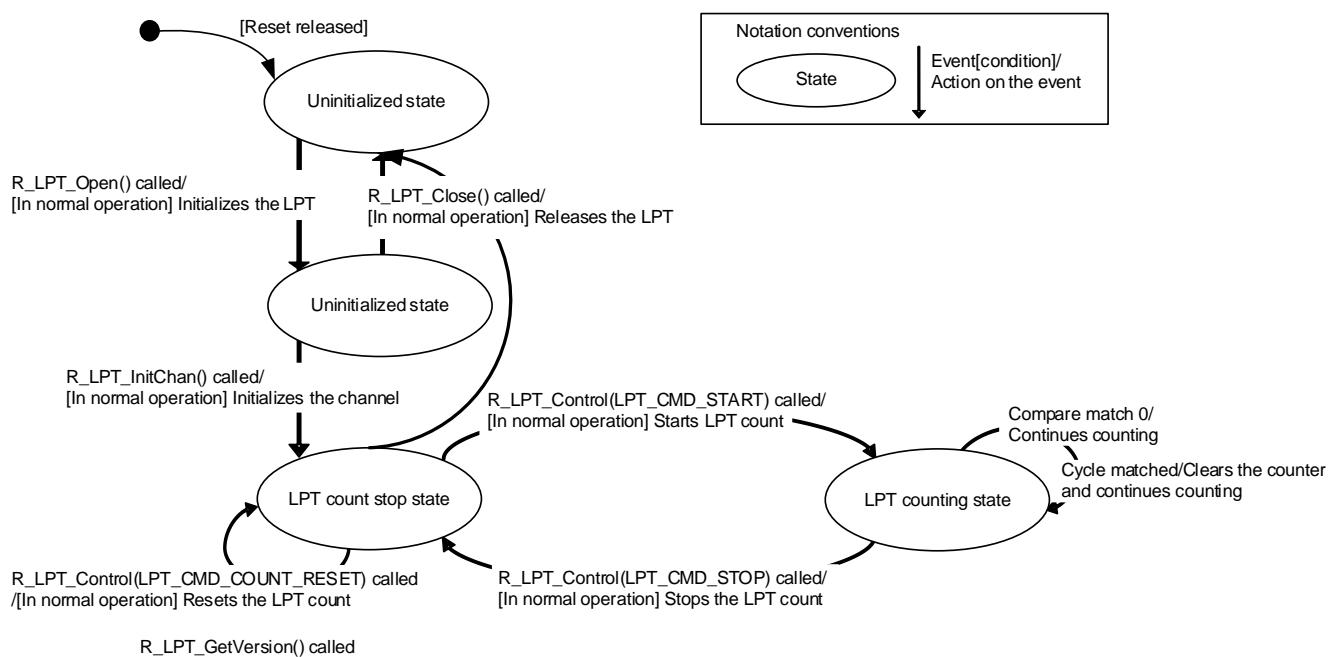 [Reset released]
Uninitialized state
Notation conventions
State
Event[condition]/
Action on the event
R_LPT_Open() called/
[In normal operation] Initializes the LPT
R_LPT_Close() called/
[In normal operation] Releases the LPT
Uninitialized state
R_LPT_InitChan() called/
[In normal operation] Initializes the channel
R_LPT_Control(LPT_CMD_START) called/
[In normal operation] Starts LPT count
Compare match 0/
Continues counting
Cycle matched/Clears the counter
and continues counting
LPT count stop state
LPT counting state
R_LPT_Control(LPT_CMD_COUNT_RESET) called
/[In normal operation] Resets the LPT count
R_LPT_Control(LPT_CMD_STOP) called/
[In normal operation] Stops the LPT count
R_LPT_GetVersion() called